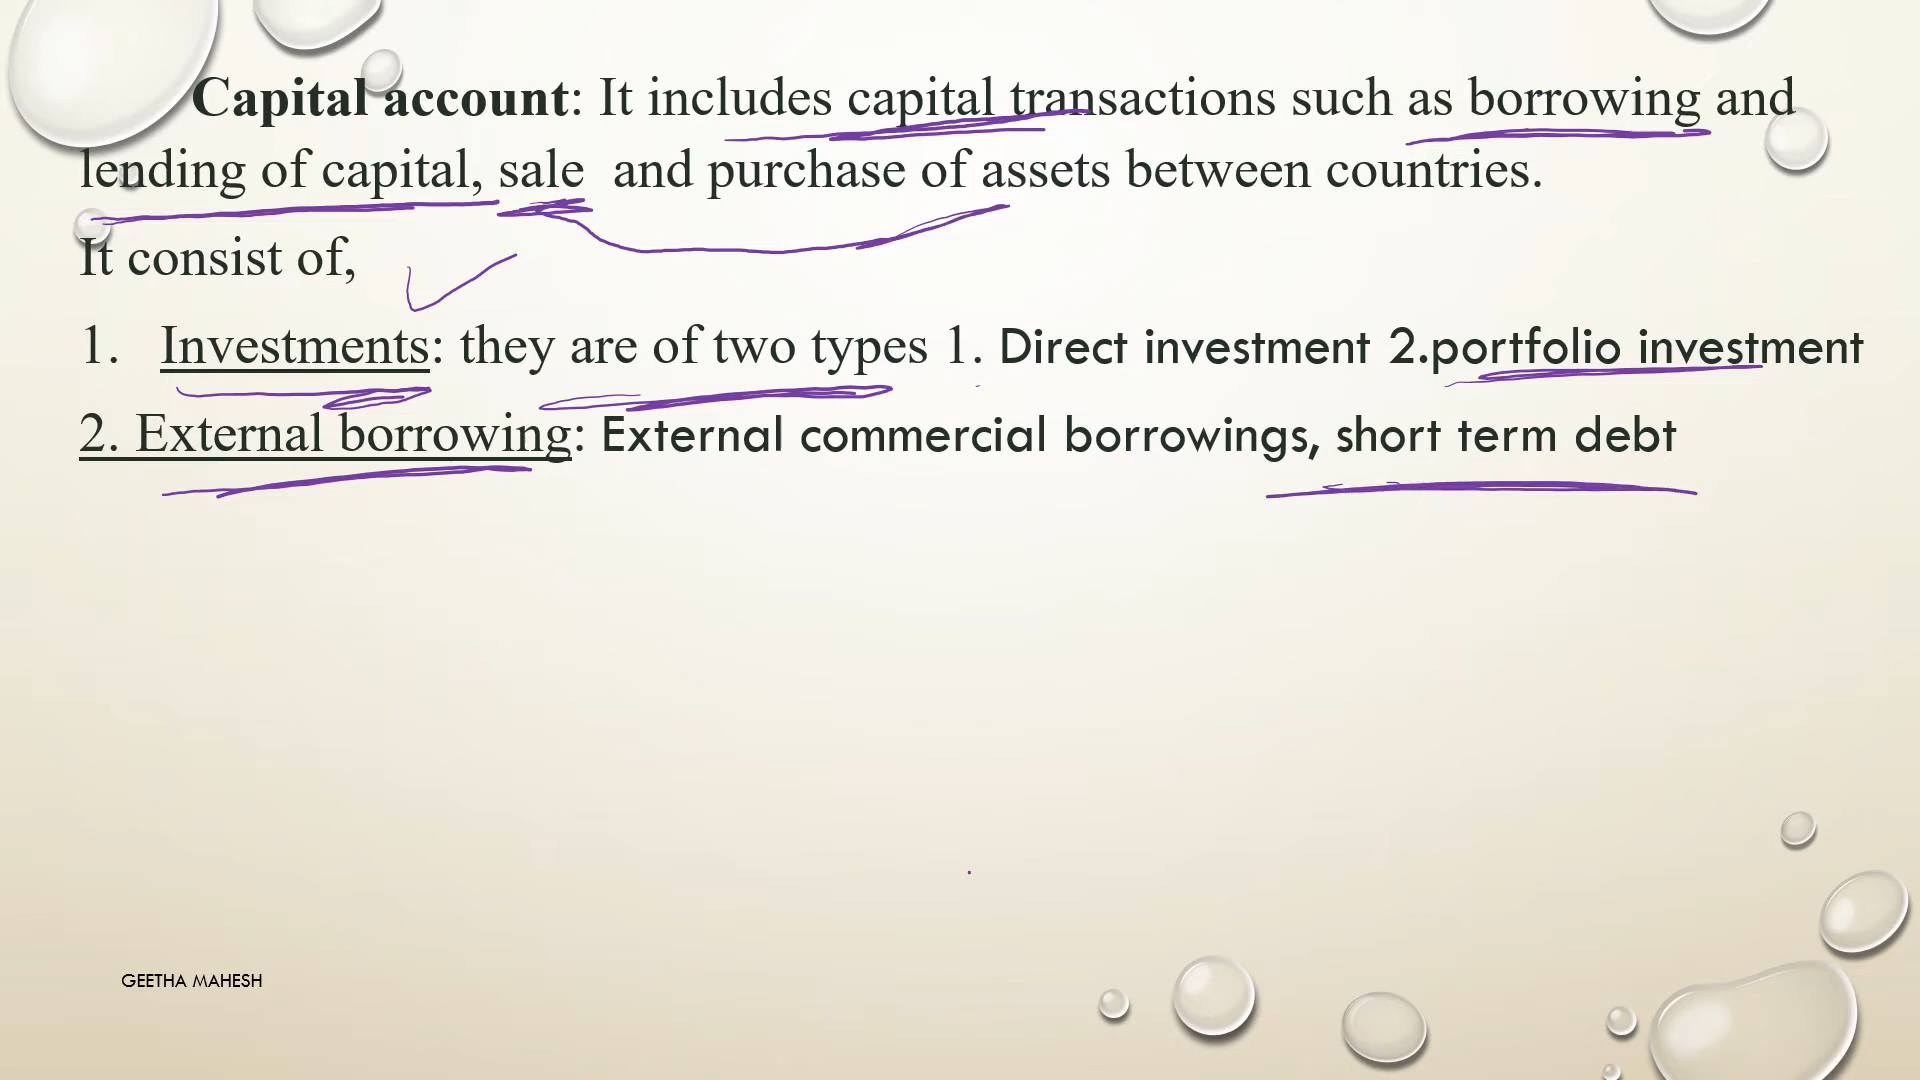 Capital account: It includes capital transactions such as borrowing and
lending of capital, sale and purchase of assets between countries.
It consist of,
1. Investments: they are of two types 1. Direct investment 2.portfolio investment
2. External borrowing: External commercial borrowings, short term debt
GEETHA MAHESH